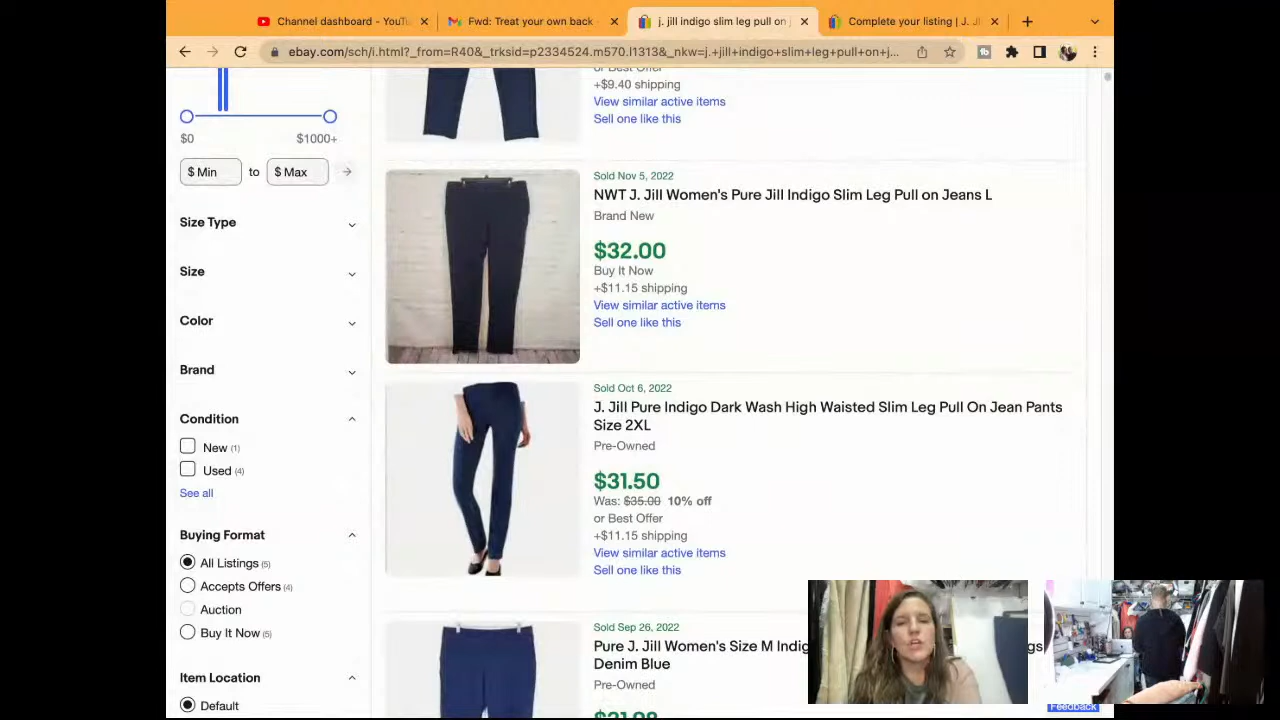 Channel dashboard - YouTu
Fwd: Treat your own back -
j. jill indigo slim leg pull on j
Complete your listing | J. Ji
ebay.com/sch/i.html?_from=R40&_trksid=p2334524.m570.l1313&_nkw=j.+jill+indigo+slim+leg+pull+on+j...
$0
$1000+
$ Min
to
$ Max
Size Type
Size
Color
Brand
Condition
New (1)
Used (4)
See all
Buying Format
All Listings (5)
Accepts Offers (4)
Auction
Buy It Now (5)
Item Location
Default
or Best Offer
+$9.40 shipping
View similar active items
Sell one like this
Sold Nov 5, 2022
NWT J. Jill Women's Pure Jill Indigo Slim Leg Pull on Jeans L
Brand New
$32.00
Buy It Now
+$11.15 shipping
View similar active items
Sell one like this
Sold Oct 6, 2022
J. Jill Pure Indigo Dark Wash High Waisted Slim Leg Pull On Jean Pants
Size 2XL
Pre-Owned
$31.50
Was: $35.00 10% off
or Best Offer
+$11.15 shipping
View similar active items
Sell one like this
Sold Sep 26, 2022
Pure J. Jill Women's Size M Indig
gs
Denim Blue
Pre-Owned
Feedback